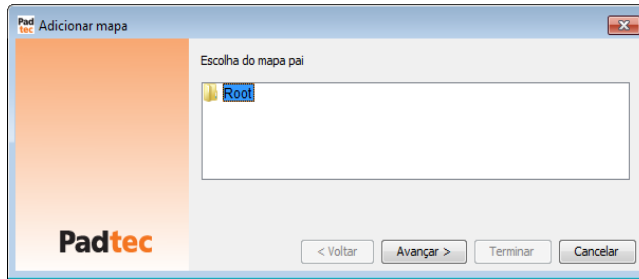 Pad tec Adicionar mapa
Escolha do mapa pai
Root
Padtec
< Voltar Avançar > Terminar Cancelar